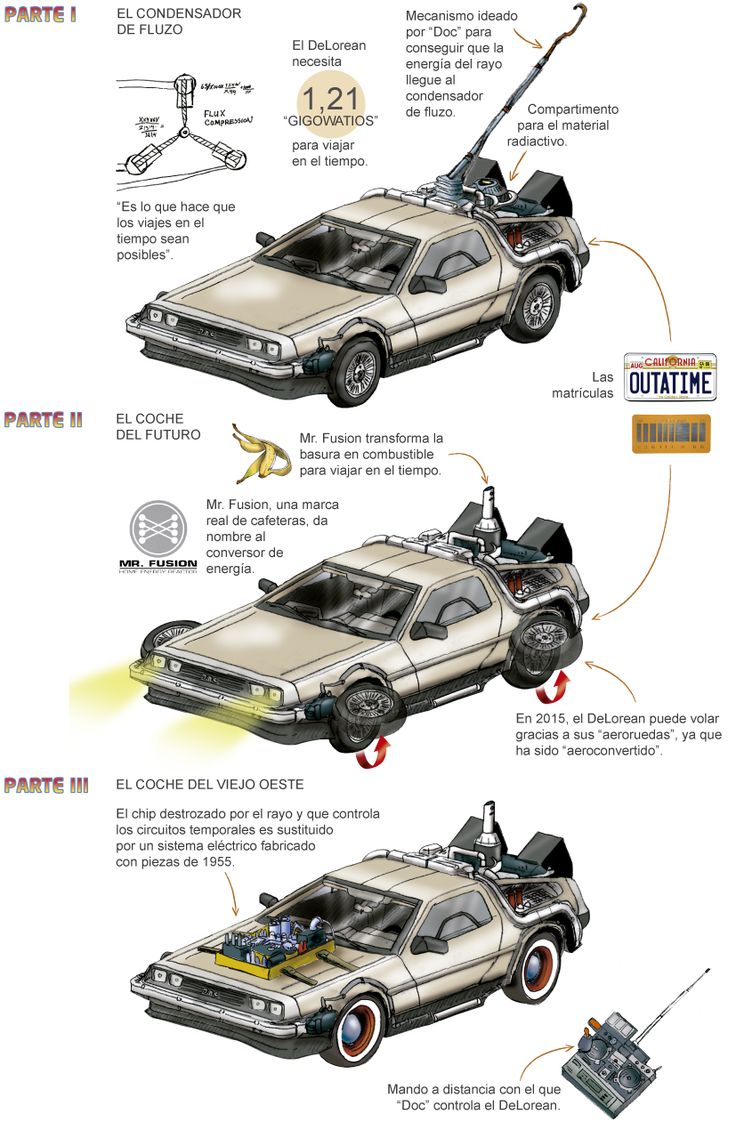 PARTE I
EL CONDENSADOR
DE FLUZO
FLUX
COMPRESSION
“Es lo que hace que
los viajes en el
tiempo sean
posibles”.
El DeLorean
necesita
1,21
“GIGOWATIOS”
para viajar
en el tiempo.
Mecanismo ideado
por “Doc” para
conseguir que la
energía del rayo
llegue al
condensador
de fluzo.
Compartimento
para el material
radiactivo.
Las
matrículas
CALIFORNIA
AUG
OUTATIME
PARTE II
EL COCHE
DEL FUTURO
Mr. Fusion transforma la
basura en combustible
para viajar en el tiempo.
MR. FUSION
HOME ENERGY REACTOR
Mr. Fusion, una marca
real de cafeteras, da
nombre al
conversor de
energía.
En 2015, el DeLorean puede volar
gracias a sus “aeroruedas”, ya que
ha sido “aeroconvertido”.
PARTE III
EL COCHE DEL VIEJO OESTE
El chip destrozado por el rayo y que controla
los circuitos temporales es sustituido
por un sistema eléctrico fabricado
con piezas de 1955.
Mando a distancia con el que
“Doc” controla el DeLorean.